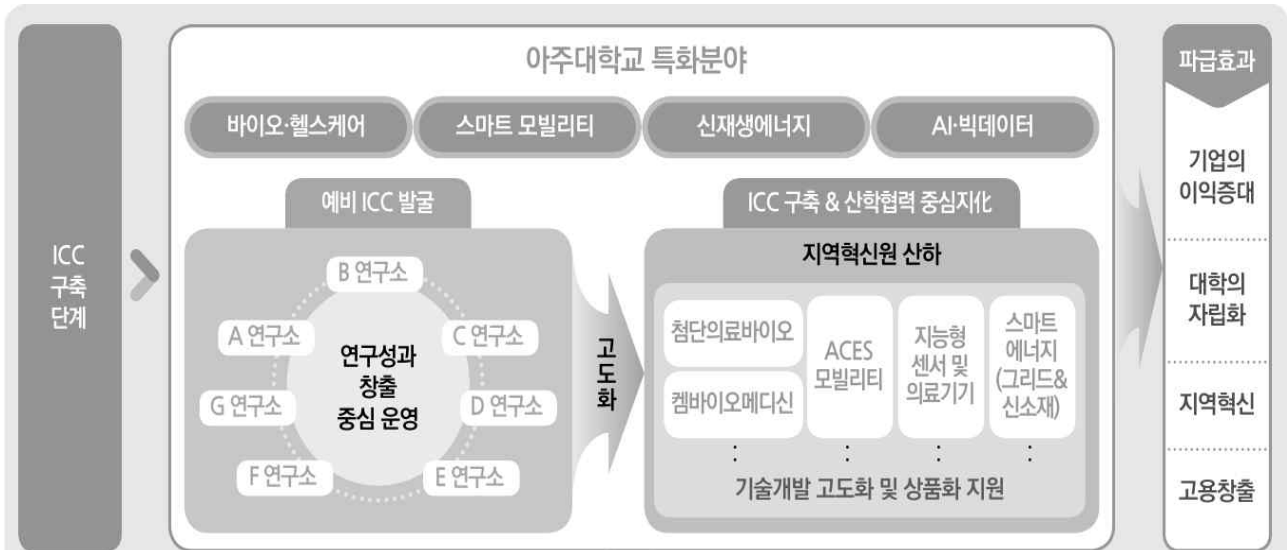 ICC
구축
단계
아주대학교 특화분야
바이오·헬스케어
스마트 모빌리티
신재생에너지
AI·빅데이터
예비 ICC 발굴
B 연구소
A 연구소
C 연구소
G 연구소
D 연구소
F 연구소
E 연구소
연구성과
창출
중심 운영
고
도
화
ICC 구축 & 산학협력 중심지化
지역혁신원 산하
첨단의료바이오
켐바이오메디신
ACES
모빌리티
지능형
센서 및
의료기기
스마트
에너지
(그리드&
신소재)
기술개발 고도화 및 상품화 지원
파급효과
기업의
이익증대
대학의
자립화
지역혁신
고용창출